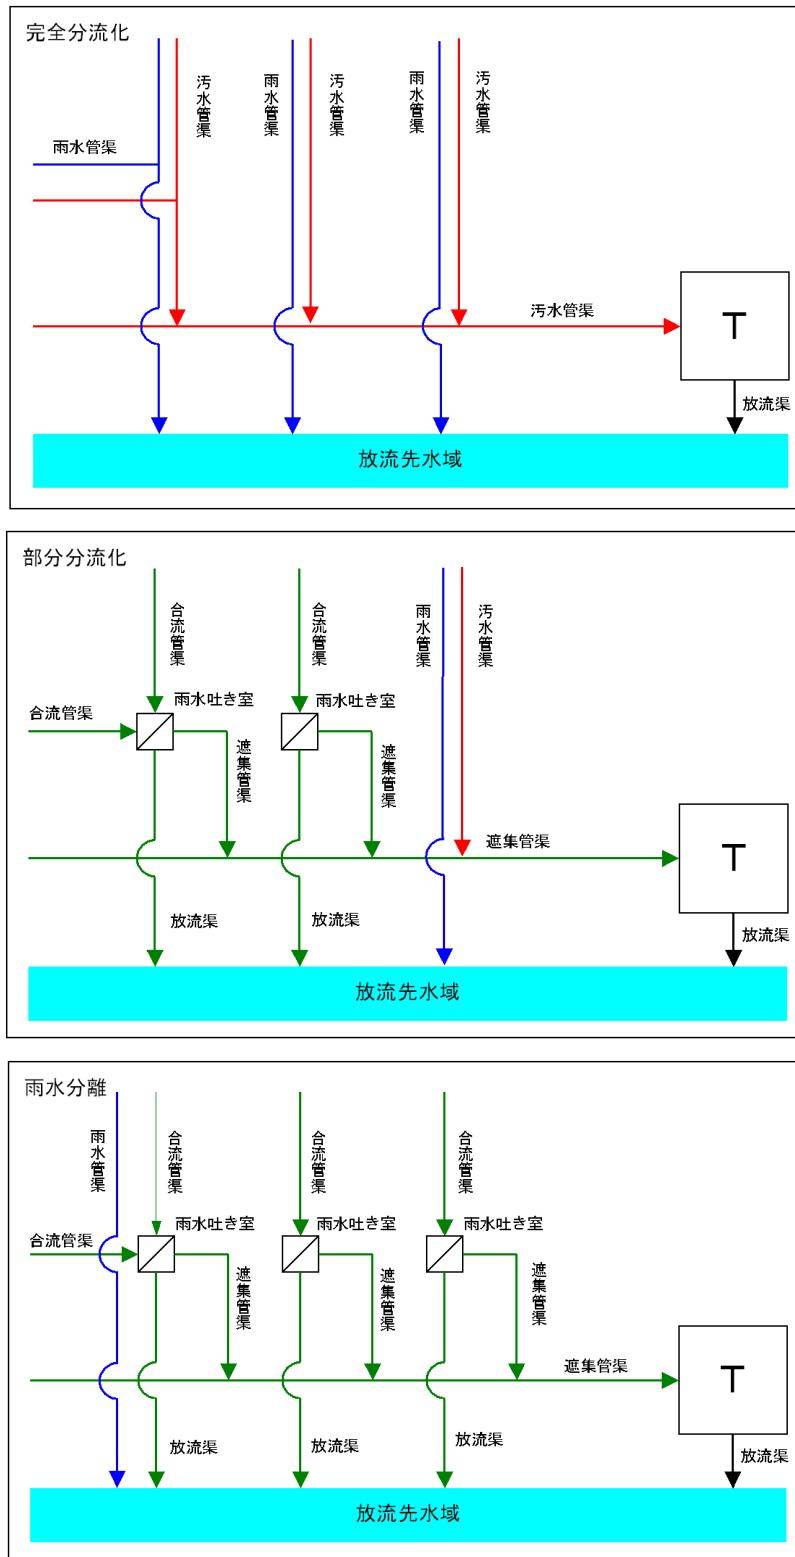 完全分流化
汚水管渠
雨水管渠
汚水管渠
雨水管渠
汚水管渠
雨水管渠
汚水管渠
T
放流渠
放流先水域
部分分流化
合流管渠
合流管渠
雨水管渠
汚水管渠
雨水吐き室
雨水吐き室
合流管渠
遮集管渠
遮集管渠
遮集管渠
T
放流渠
放流渠
放流渠
放流先水域
雨水分離
雨水管渠
合流管渠
合流管渠
合流管渠
雨水吐き室
雨水吐き室
雨水吐き室
合流管渠
遮集管渠
遮集管渠
遮集管渠
遮集管渠
T
放流渠
放流渠
放流渠
放流渠
放流先水域